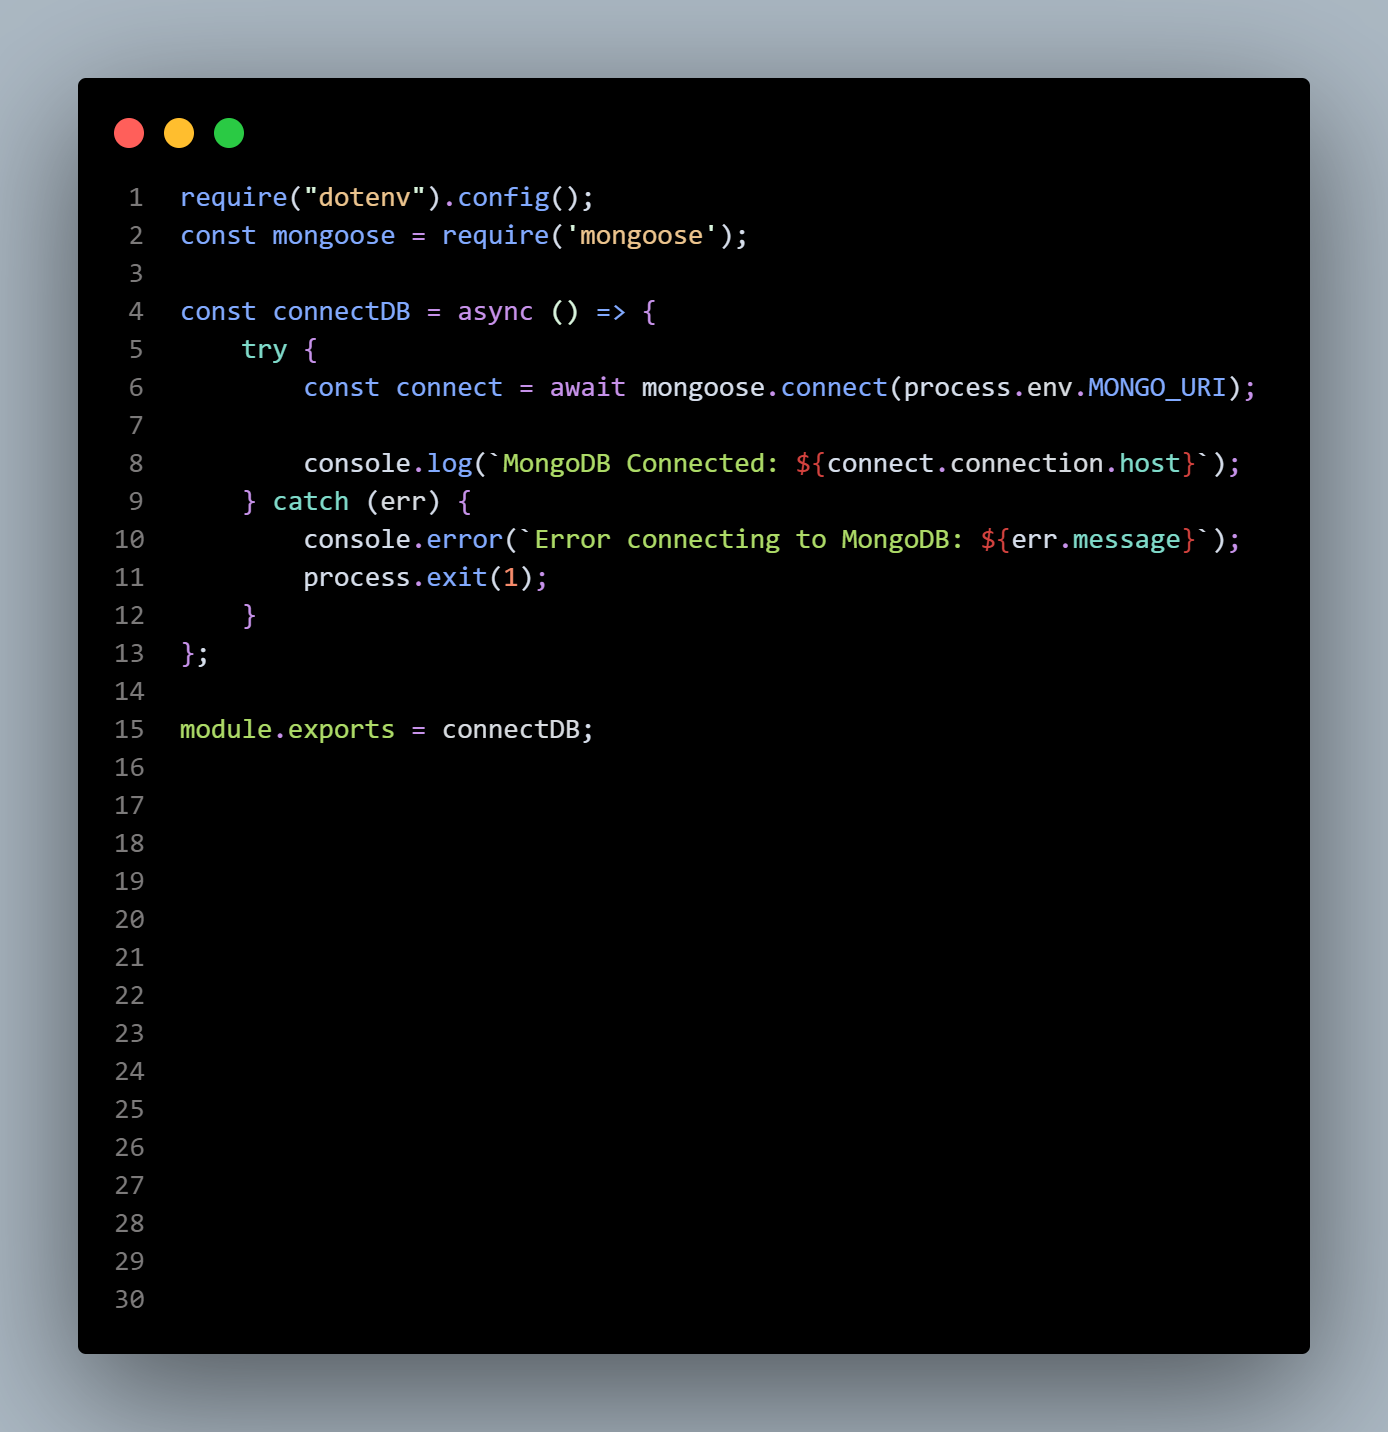 1 require("dotenv").config();
2 const mongoose = require('mongoose');
3
4 const connectDB = async () => {
5     try {
6         const connect = await mongoose.connect(process.env.MONGO_URI);
7
8         console.log(`MongoDB Connected: ${connect.connection.host}`);
9     } catch (err) {
10         console.error(`Error connecting to MongoDB: ${err.message}`);
11         process.exit(1);
12     }
13 };
14
15 module.exports = connectDB;
16
17
18
19
20
21
22
23
24
25
26
27
28
29
30